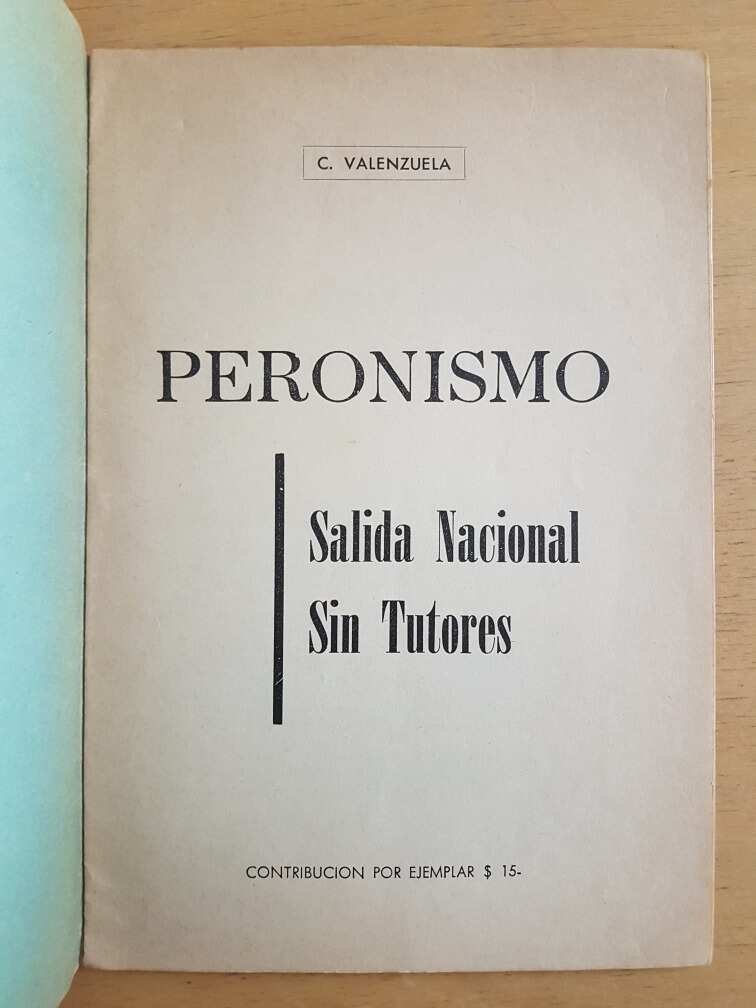 C. VALENZUELA
PERONISMO
Salida Nacional
Sin Tutores
CONTRIBUCION POR EJEMPLAR $ 15-